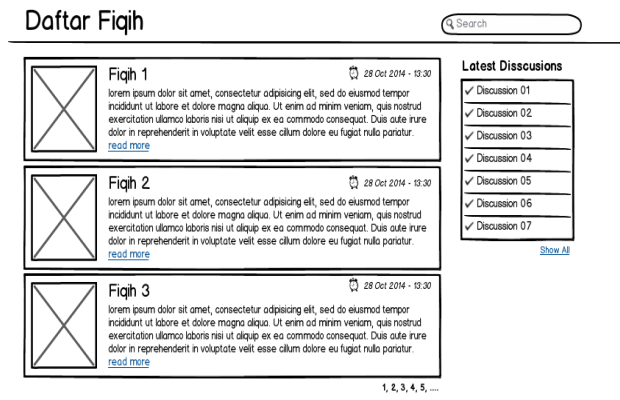 Daftar Fiqih
Search
Fiqih 1
28 Oct 2014 - 13:30
lorem ipsum dolor sit amet, consectetur adipisicing elit, sed do eiusmod tempor
incididunt ut labore et dolore magna aliqua. Ut enim ad minim veniam, quis nostrud
exercitation ullamco laboris nisi ut aliquip ex ea commodo consequat. Duis aute irure
dolor in reprehenderit in voluptate velit esse cillum dolore eu fugiat nulla pariatur.
read more
Fiqih 2
28 Oct 2014 - 13:30
lorem ipsum dolor sit amet, consectetur adipisicing elit, sed do eiusmod tempor
incididunt ut labore et dolore magna aliqua. Ut enim ad minim veniam, quis nostrud
exercitation ullamco laboris nisi ut aliquip ex ea commodo consequat. Duis aute irure
dolor in reprehenderit in voluptate velit esse cillum dolore eu fugiat nulla pariatur.
read more
Fiqih 3
28 Oct 2014 - 13:30
lorem ipsum dolor sit amet, consectetur adipisicing elit, sed do eiusmod tempor
incididunt ut labore et dolore magna aliqua. Ut enim ad minim veniam, quis nostrud
exercitation ullamco laboris nisi ut aliquip ex ea commodo consequat. Duis aute irure
dolor in reprehenderit in voluptate velit esse cillum dolore eu fugiat nulla pariatur.
read more
1, 2, 3, 4, 5, ....
Latest Disscusions
Discussion 01
Discussion 02
Discussion 03
Discussion 04
Discussion 05
Discussion 06
Discussion 07
Show All